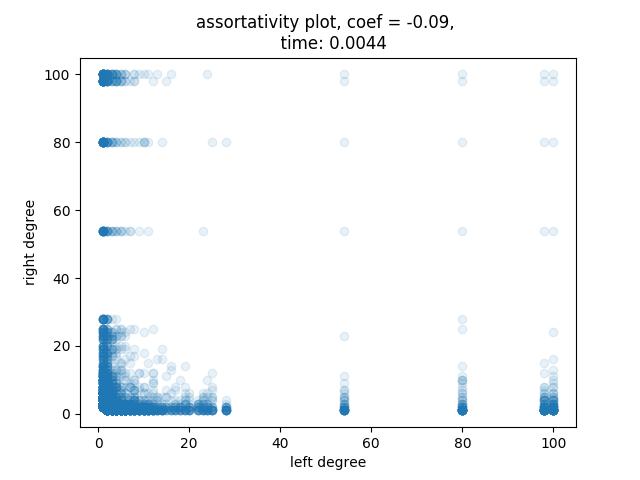 assortativity plot, coef = -0.09,
time: 0.0044
100
80
60
40
20
0
right degree
0 20 40 60 80 100
left degree